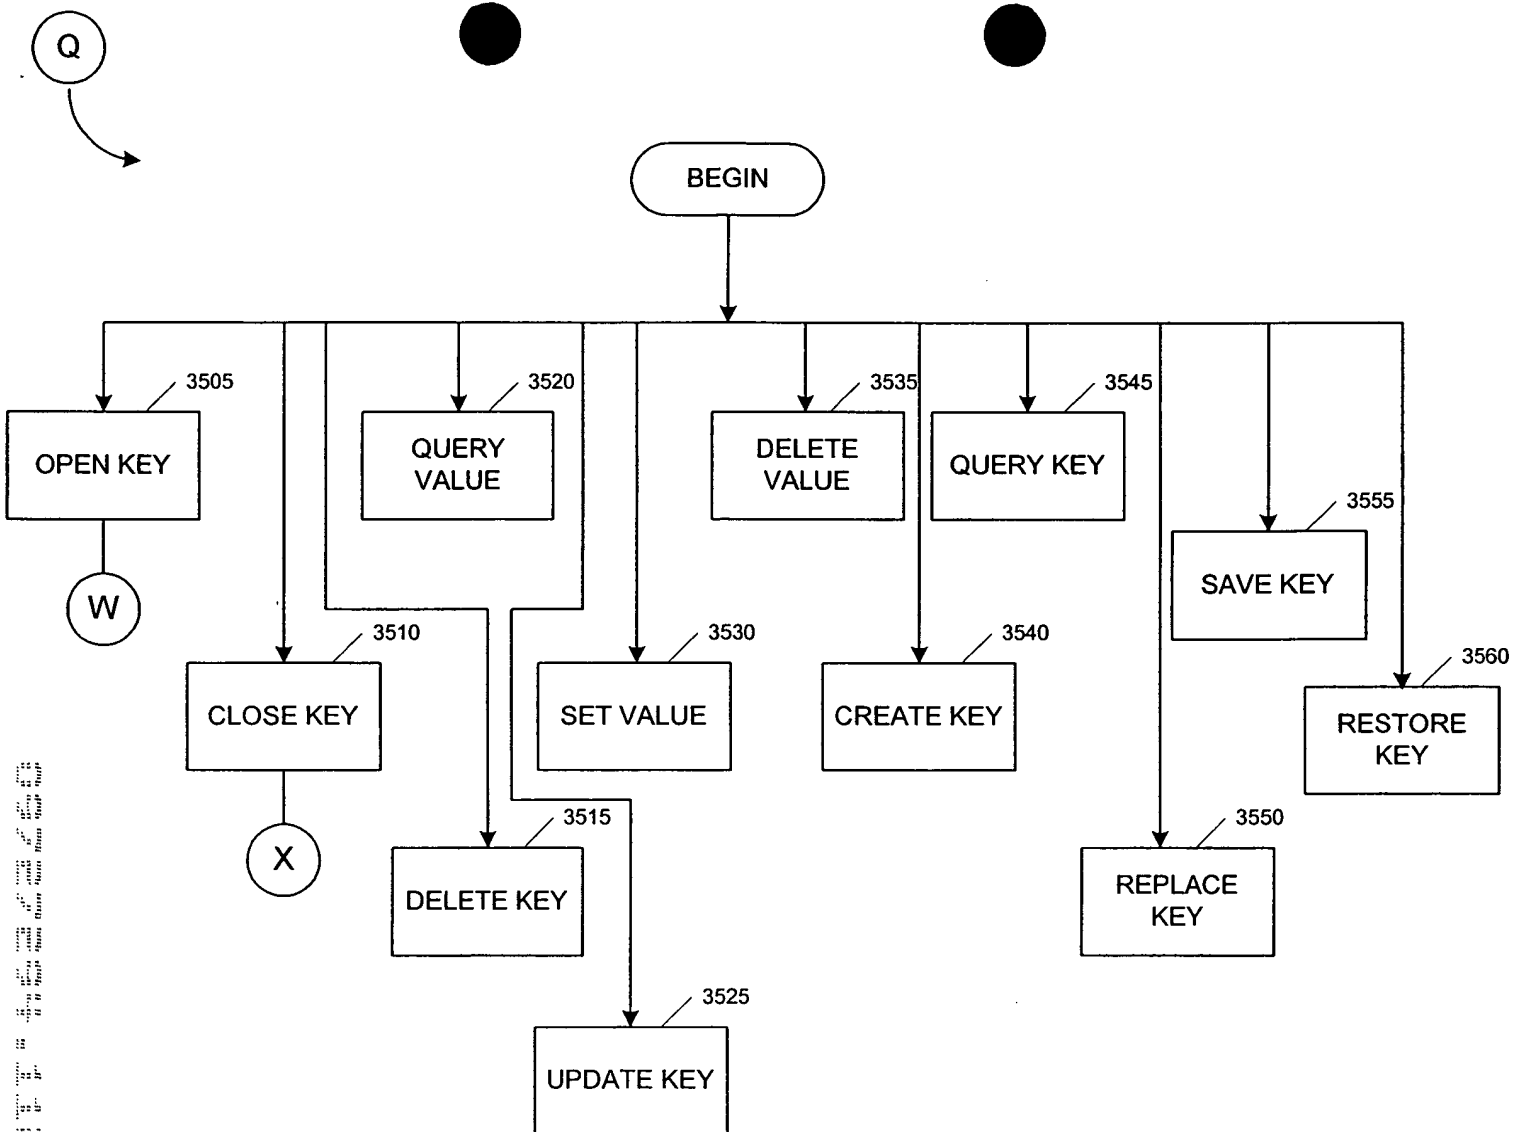 Q
BEGIN
3505
3520
3535
3545
OPEN KEY
QUERY
VALUE
DELETE
VALUE
QUERY KEY
3555
SAVE KEY
W
3510
3530
3540
3560
CLOSE KEY
SET VALUE
CREATE KEY
RESTORE
KEY
3515
3550
X
DELETE KEY
REPLACE
KEY
3525
UPDATE KEY